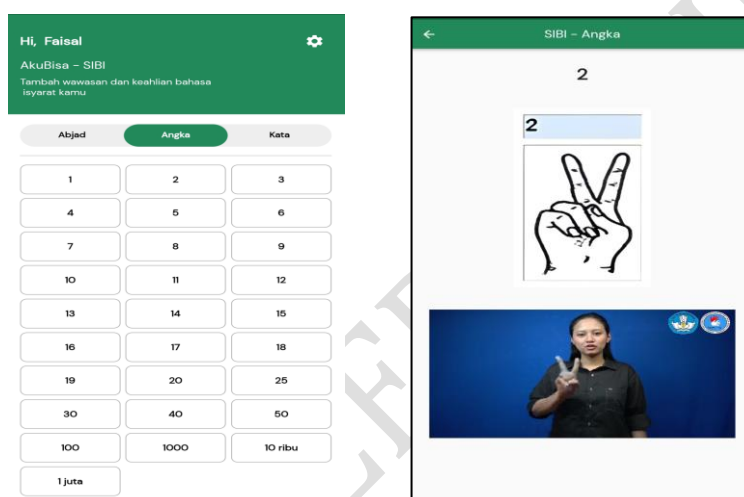 Hi, Faisal
AkuBisa - SIBI
Tambah wawasan dan keahlian bahasa
isyarat kamu
Abjad Angka Kata
1 2 3
4 5 6
7 8 9
10 11 12
13 14 15
16 17 18
19 20 25
30 40 50
100 1000 10 ribu
1 juta
SIBI - Angka
2
2